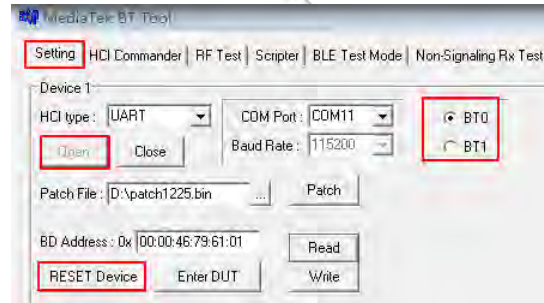 MediaTek BT Tool
Setting HCI Commander RF Test Scripter BLE Test Mode Non-Signaling Rx Test
Device 1
HCI type : UART COM Port : COM11 BT0
Open Close Baud Rate : 115200 BT1
Patch File : D:\patch1225.bin ... Patch
BD Address : 0x 00:00:46:79:61:01 Read
RESET Device Enter DUT Write